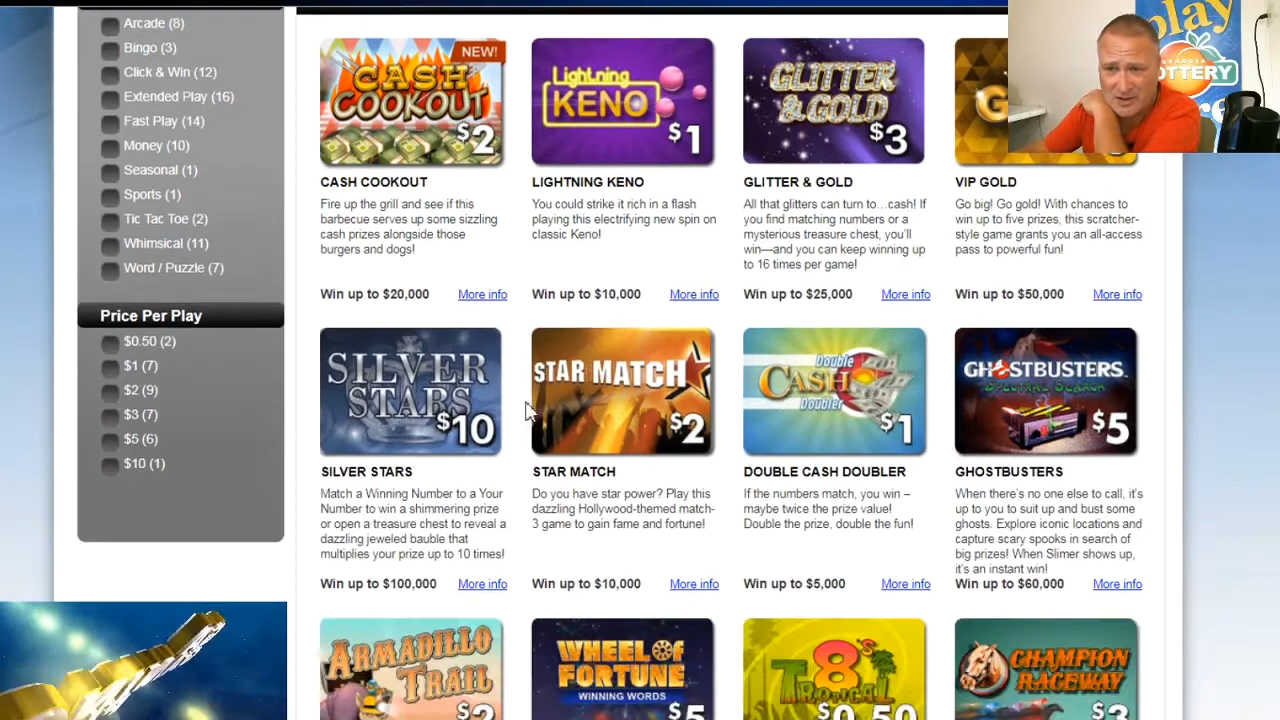 Arcade (8)
Bingo (3)
Click & Win (12)
Extended Play (16)
Fast Play (14)
Money (10)
Seasonal (1)
Sports (1)
Tic Tac Toe (2)
Whimsical (11)
Word / Puzzle (7)
Price Per Play
$0.50 (2)
$1 (7)
$2 (9)
$3 (7)
$5 (6)
$10 (1)
NEW!
CASH
COOKOUT
$2
CASH COOKOUT
Fire up the grill and see if this
barbecue serves up some sizzling
cash prizes alongside those
burgers and dogs!
Win up to $20,000 More info
Lightning
KENO
$1
LIGHTNING KENO
You could strike it rich in a flash
playing this electrifying new spin on
classic Keno!
Win up to $10,000 More info
GLITTER
& GOLD
$3
GLITTER & GOLD
All that glitters can turn to…cash! If
you find matching numbers or a
mysterious treasure chest, you'll
win—and you can keep winning up
to 16 times per game!
Win up to $25,000 More info
G
VIP GOLD
Go big! Go gold! With chances to
win up to five prizes, this scratcher-
style game grants you an all-access
pass to powerful fun!
Win up to $50,000 More info
play
OTTERY
SILVER
STARS
$10
SILVER STARS
Match a Winning Number to a Your
Number to win a shimmering prize
or open a treasure chest to reveal a
dazzling jeweled bauble that
multiplies your prize up to 10 times!
Win up to $100,000 More info
STAR MATCH
$2
STAR MATCH
Do you have star power? Play this
dazzling Hollywood-themed match-
3 game to gain fame and fortune!
Win up to $10,000 More info
Double
CASH
Doubler
$1
DOUBLE CASH DOUBLER
If the numbers match, you win –
maybe twice the prize value!
Double the prize, double the fun!
Win up to $5,000 More info
GHOSTBUSTERS
SPECTRAL SEARCH
$5
GHOSTBUSTERS
When there's no one else to call, it's
up to you to suit up and bust some
ghosts. Explore iconic locations and
capture scary spooks in search of
big prizes! When Slimer shows up,
it's an instant win!
Win up to $60,000 More info
ARMADILLO
TRAIL
$2
WHEEL OF
FORTUNE
WINNING WORDS
$5
8's
TROPICAL
$0.50
CHAMPION
RACEWAY
$3